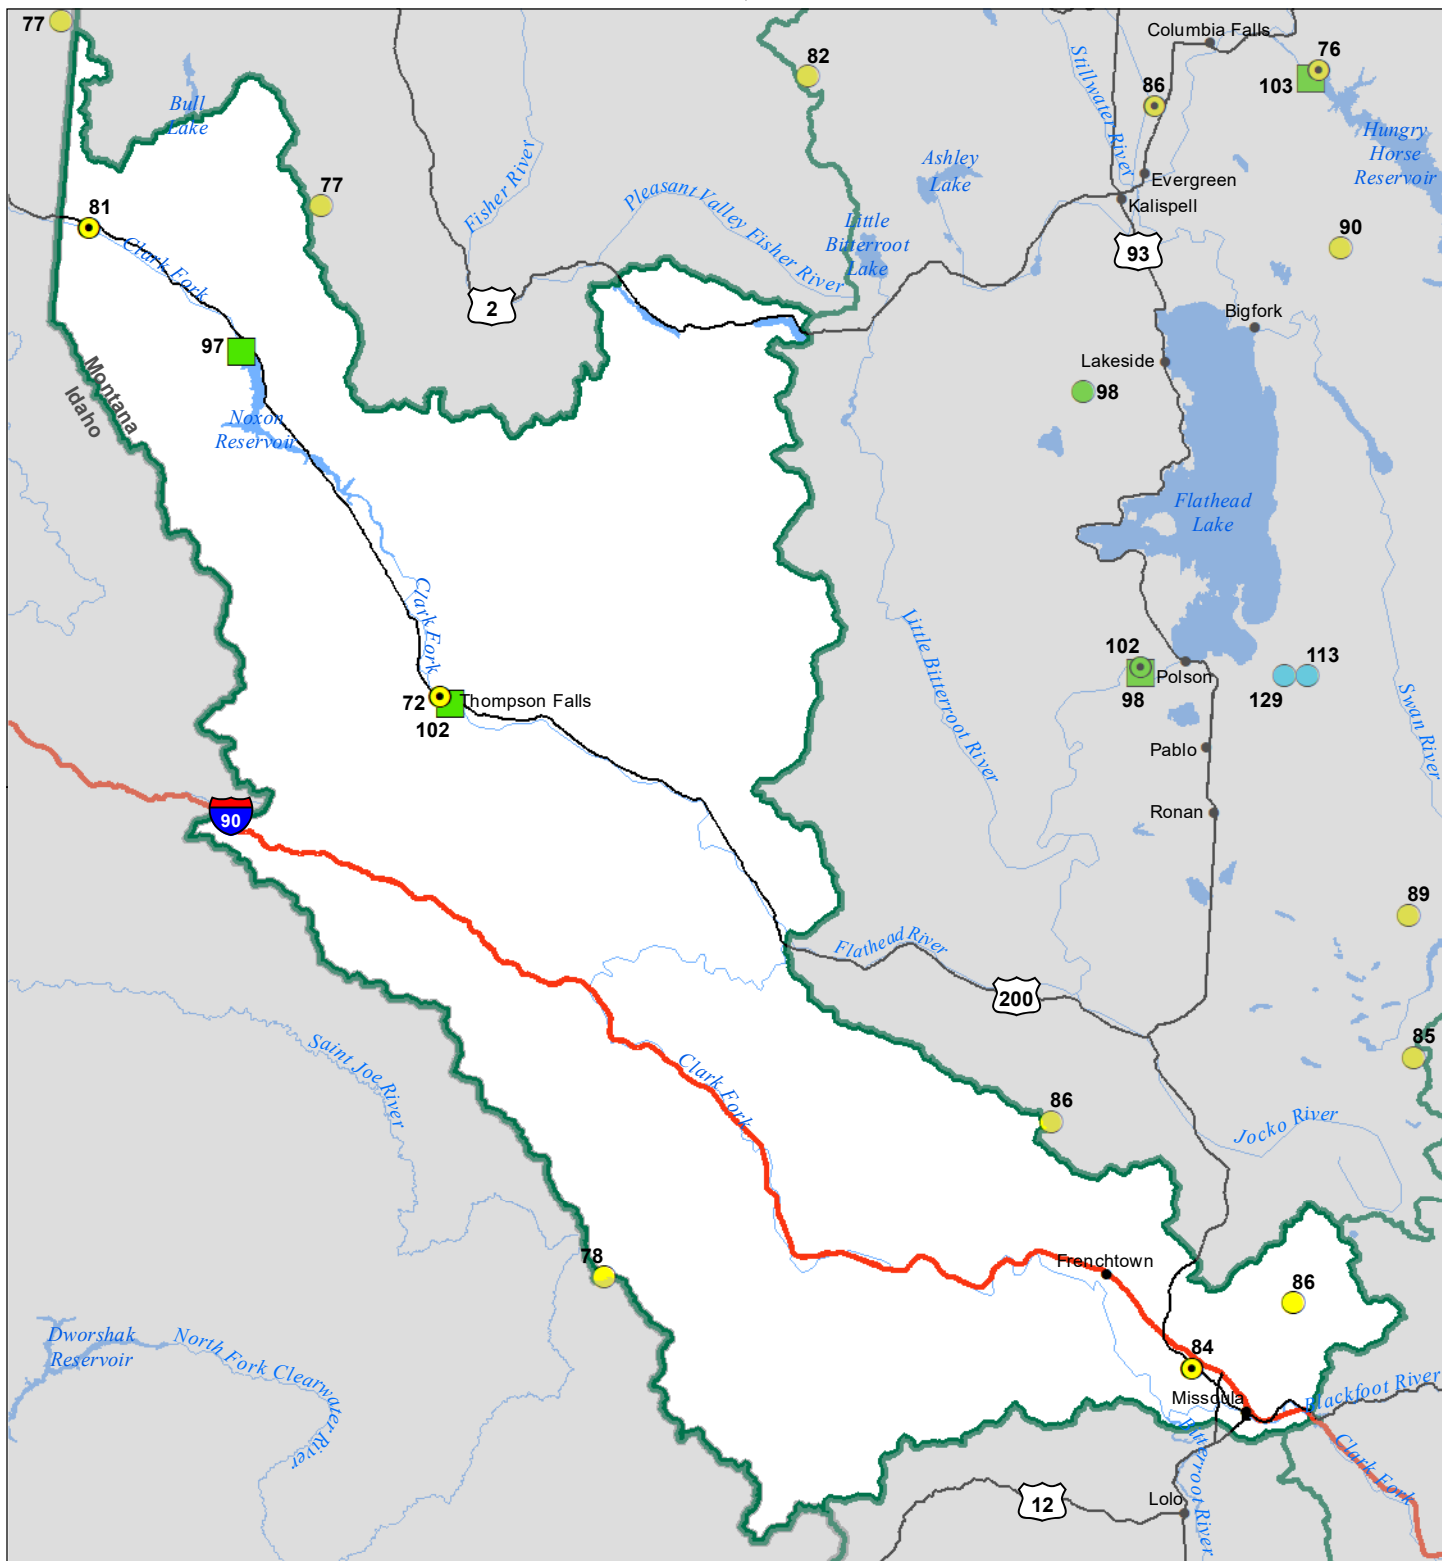 77
82
Columbia Falls
76
103
86
Stillwater River
Bull
Lake
Hungry
Horse
Reservoir
Fisher River
Ashley
Lake
Evergreen
77
Pleasant Valley Fisher River
Kalispell
81
Little
Bitterroot
Lake
93
90
Clark Fork
2
Bigfork
97
Lakeside
Montana
Idaho
98
Noxon
Reservoir
Flathead
Lake
Clark Fork
Little Bitterroot River
102
98
Polson
113
129
72
102
Thompson Falls
Swan River
Pablo
90
Ronan
89
Flathead River
200
Saint Joe River
Clark Fork
85
86
Jocko River
78
Frenchtown
86
Dworshak
Reservoir
North Fork Clearwater
River
84
Missoula
Blackfoot River
Bitterroot River
Clark Fork
12
Lolo